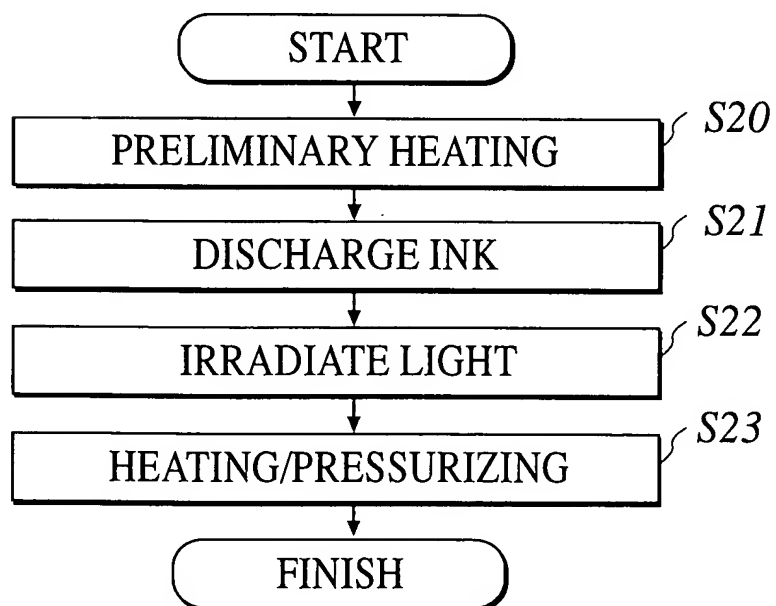 START
S20
PRELIMINARY HEATING
S21
DISCHARGE INK
S22
IRRADIATE LIGHT
S23
HEATING/PRESSURIZING
FINISH